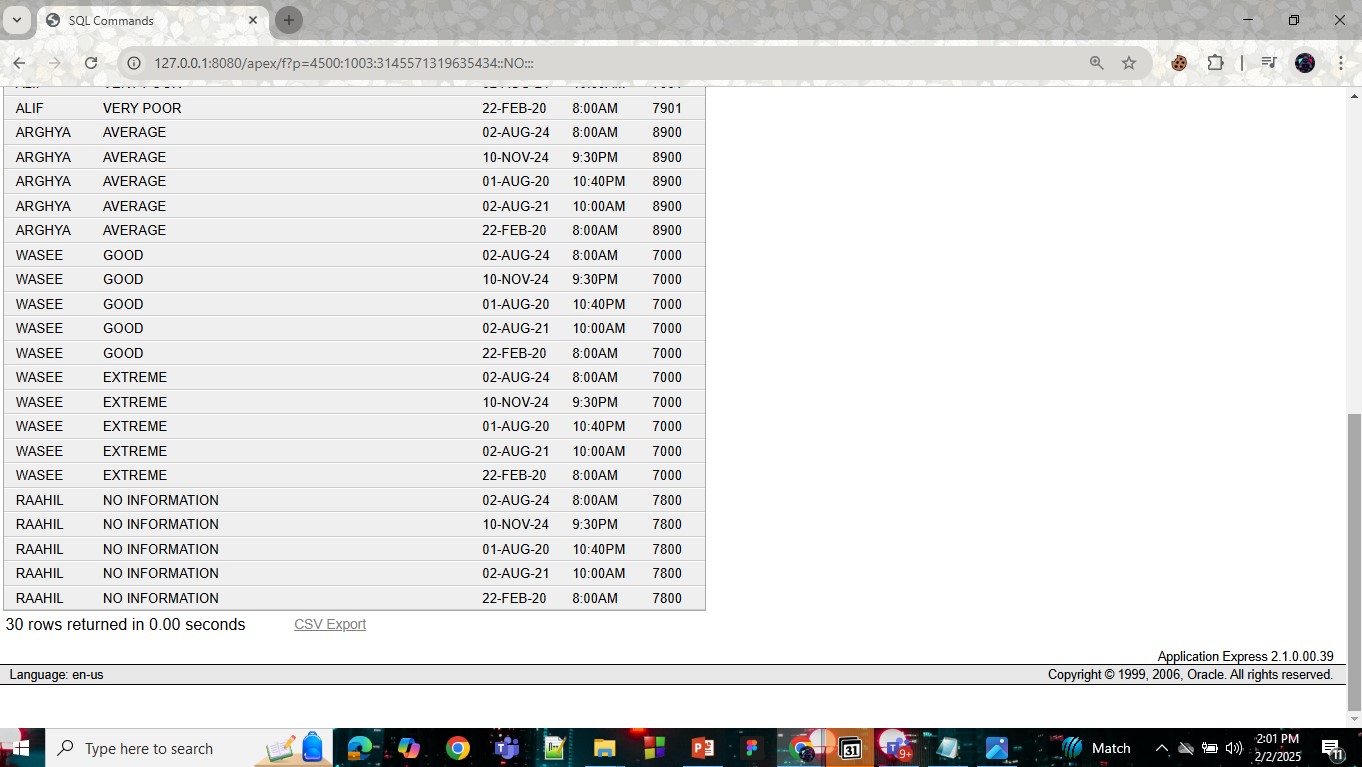 SQL Commands
127.0.0.1:8080/apex/f?p=4500:1003:3145571319635434::NO:::
ALIF VERY POOR 22-FEB-20 8:00AM 7901
ARGHYA AVERAGE 02-AUG-24 8:00AM 8900
ARGHYA AVERAGE 10-NOV-24 9:30PM 8900
ARGHYA AVERAGE 01-AUG-20 10:40PM 8900
ARGHYA AVERAGE 02-AUG-21 10:00AM 8900
ARGHYA AVERAGE 22-FEB-20 8:00AM 8900
WASEE GOOD 02-AUG-24 8:00AM 7000
WASEE GOOD 10-NOV-24 9:30PM 7000
WASEE GOOD 01-AUG-20 10:40PM 7000
WASEE GOOD 02-AUG-21 10:00AM 7000
WASEE GOOD 22-FEB-20 8:00AM 7000
WASEE EXTREME 02-AUG-24 8:00AM 7000
WASEE EXTREME 10-NOV-24 9:30PM 7000
WASEE EXTREME 01-AUG-20 10:40PM 7000
WASEE EXTREME 02-AUG-21 10:00AM 7000
WASEE EXTREME 22-FEB-20 8:00AM 7000
RAAHIL NO INFORMATION 02-AUG-24 8:00AM 7800
RAAHIL NO INFORMATION 10-NOV-24 9:30PM 7800
RAAHIL NO INFORMATION 01-AUG-20 10:40PM 7800
RAAHIL NO INFORMATION 02-AUG-21 10:00AM 7800
RAAHIL NO INFORMATION 22-FEB-20 8:00AM 7800
30 rows returned in 0.00 seconds CSV Export
Application Express 2.1.0.00.39
Language: en-us Copyright © 1999, 2006, Oracle. All rights reserved.
Type here to search 31 9+ Match 2:01 PM
2/2/2025 11